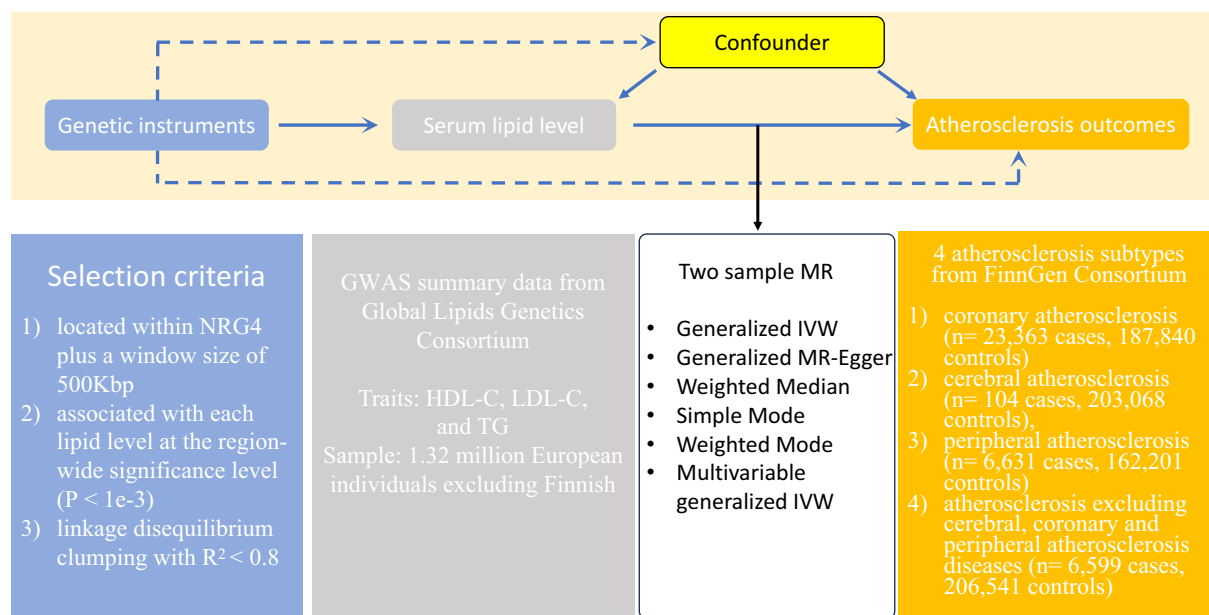 Confounder
Genetic instruments
Serum lipid level
Atherosclerosis outcomes
Selection criteria
1) located within NRG4
plus a window size of
500Kbp
2) associated with each
lipid level at the region-
wide significance level
(P < 1e-3)
3) linkage disequilibrium
clumping with R² < 0.8
GWAS summary data from
Global Lipids Genetics
Consortium
Traits: HDL-C, LDL-C,
and TG
Sample: 1.32 million European
individuals excluding Finnish
Two sample MR
• Generalized IVW
• Generalized MR-Egger
• Weighted Median
• Simple Mode
• Weighted Mode
• Multivariable
generalized IVW
4 atherosclerosis subtypes
from FinnGen Consortium
1) coronary atherosclerosis
(n= 23,363 cases, 187,840
controls)
2) cerebral atherosclerosis
(n= 104 cases, 203,068
controls),
3) peripheral atherosclerosis
(n= 6,631 cases, 162,201
controls)
4) atherosclerosis excluding
cerebral, coronary and
peripheral atherosclerosis
diseases (n= 6,599 cases,
206,541 controls)